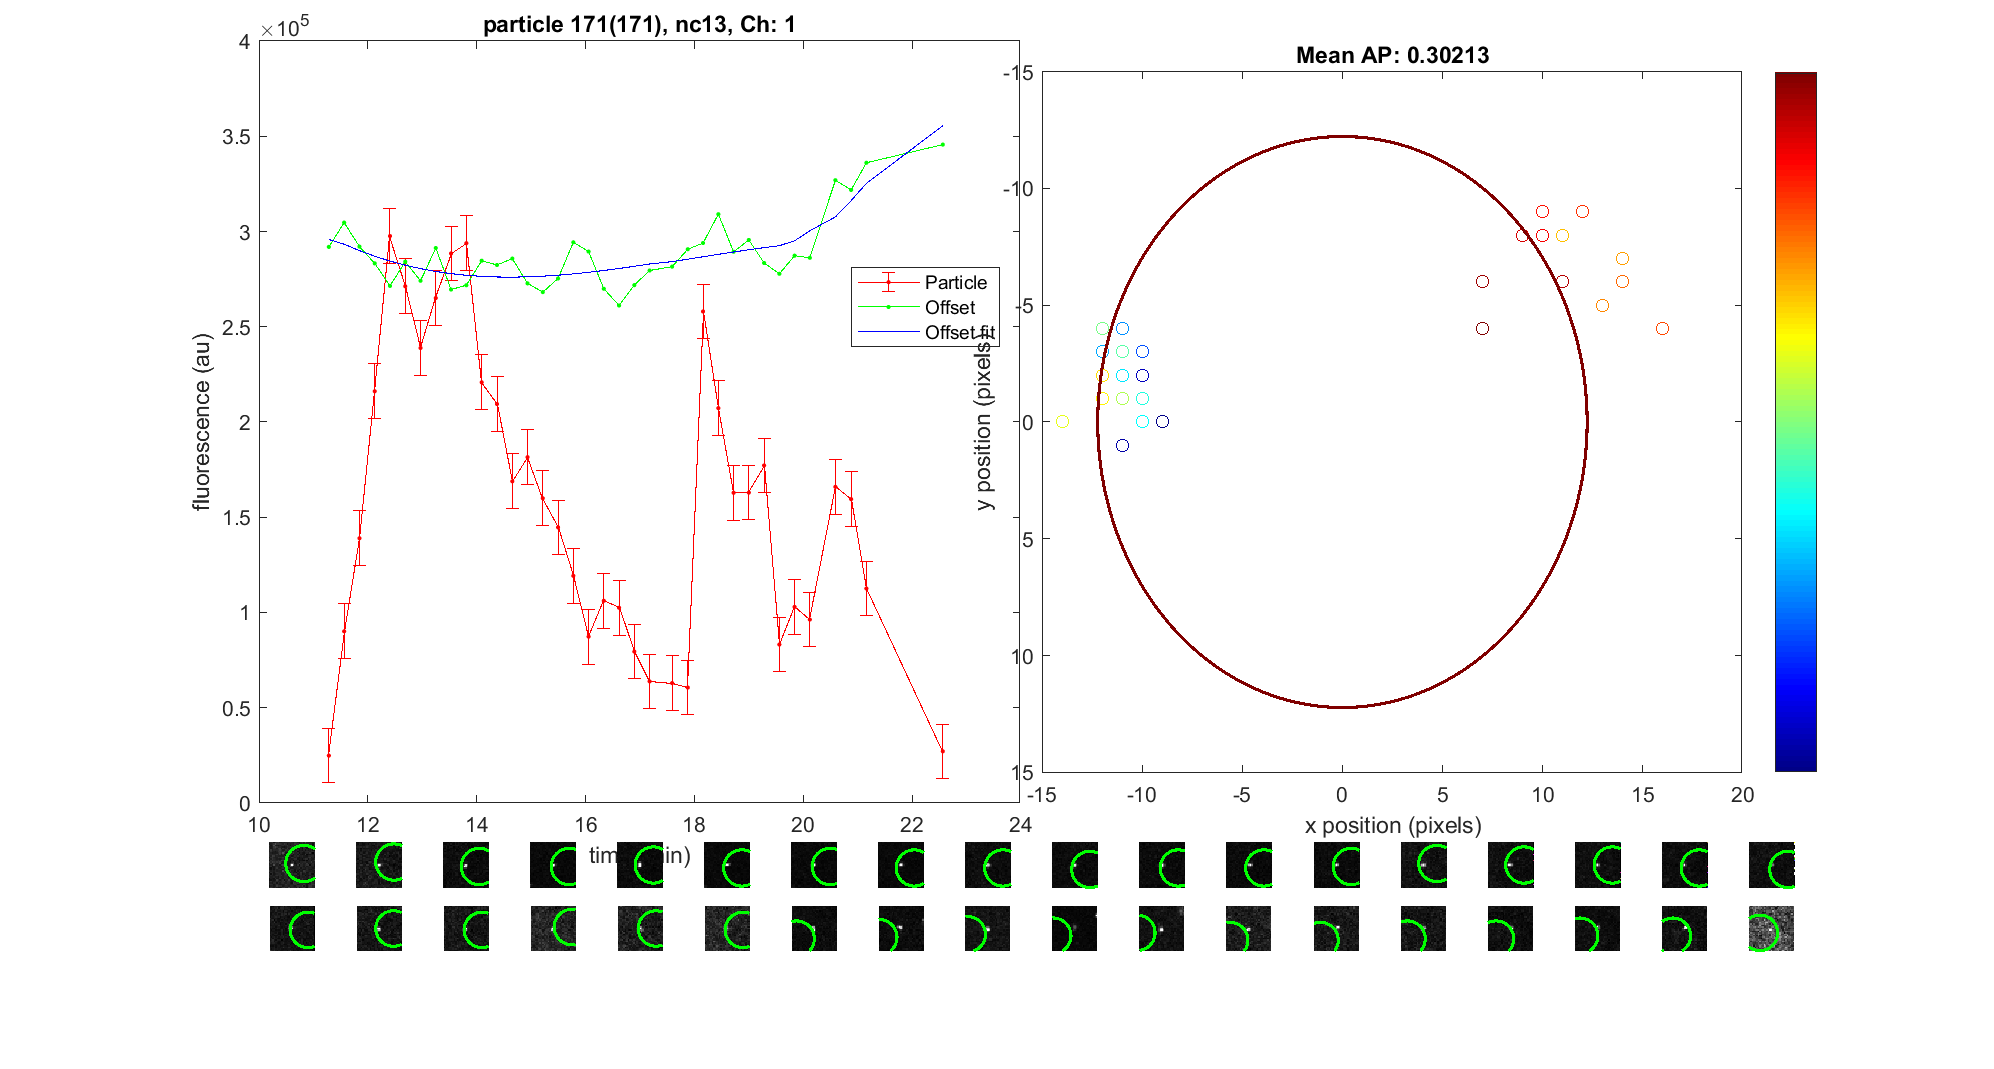 particle 171(171), nc13, Ch: 1
×10^5
4
3.5
3
2.5
2
1.5
1
0.5
0
fluorescence (au)
10 12 14 16 18 20 22 24
Particle
Offset
Offset fit
Mean AP: 0.30213
-15
-10
-5
0
5
10
15
y position (pixels)
-15 -10 -5 0 5 10 15 20
x position (pixels)